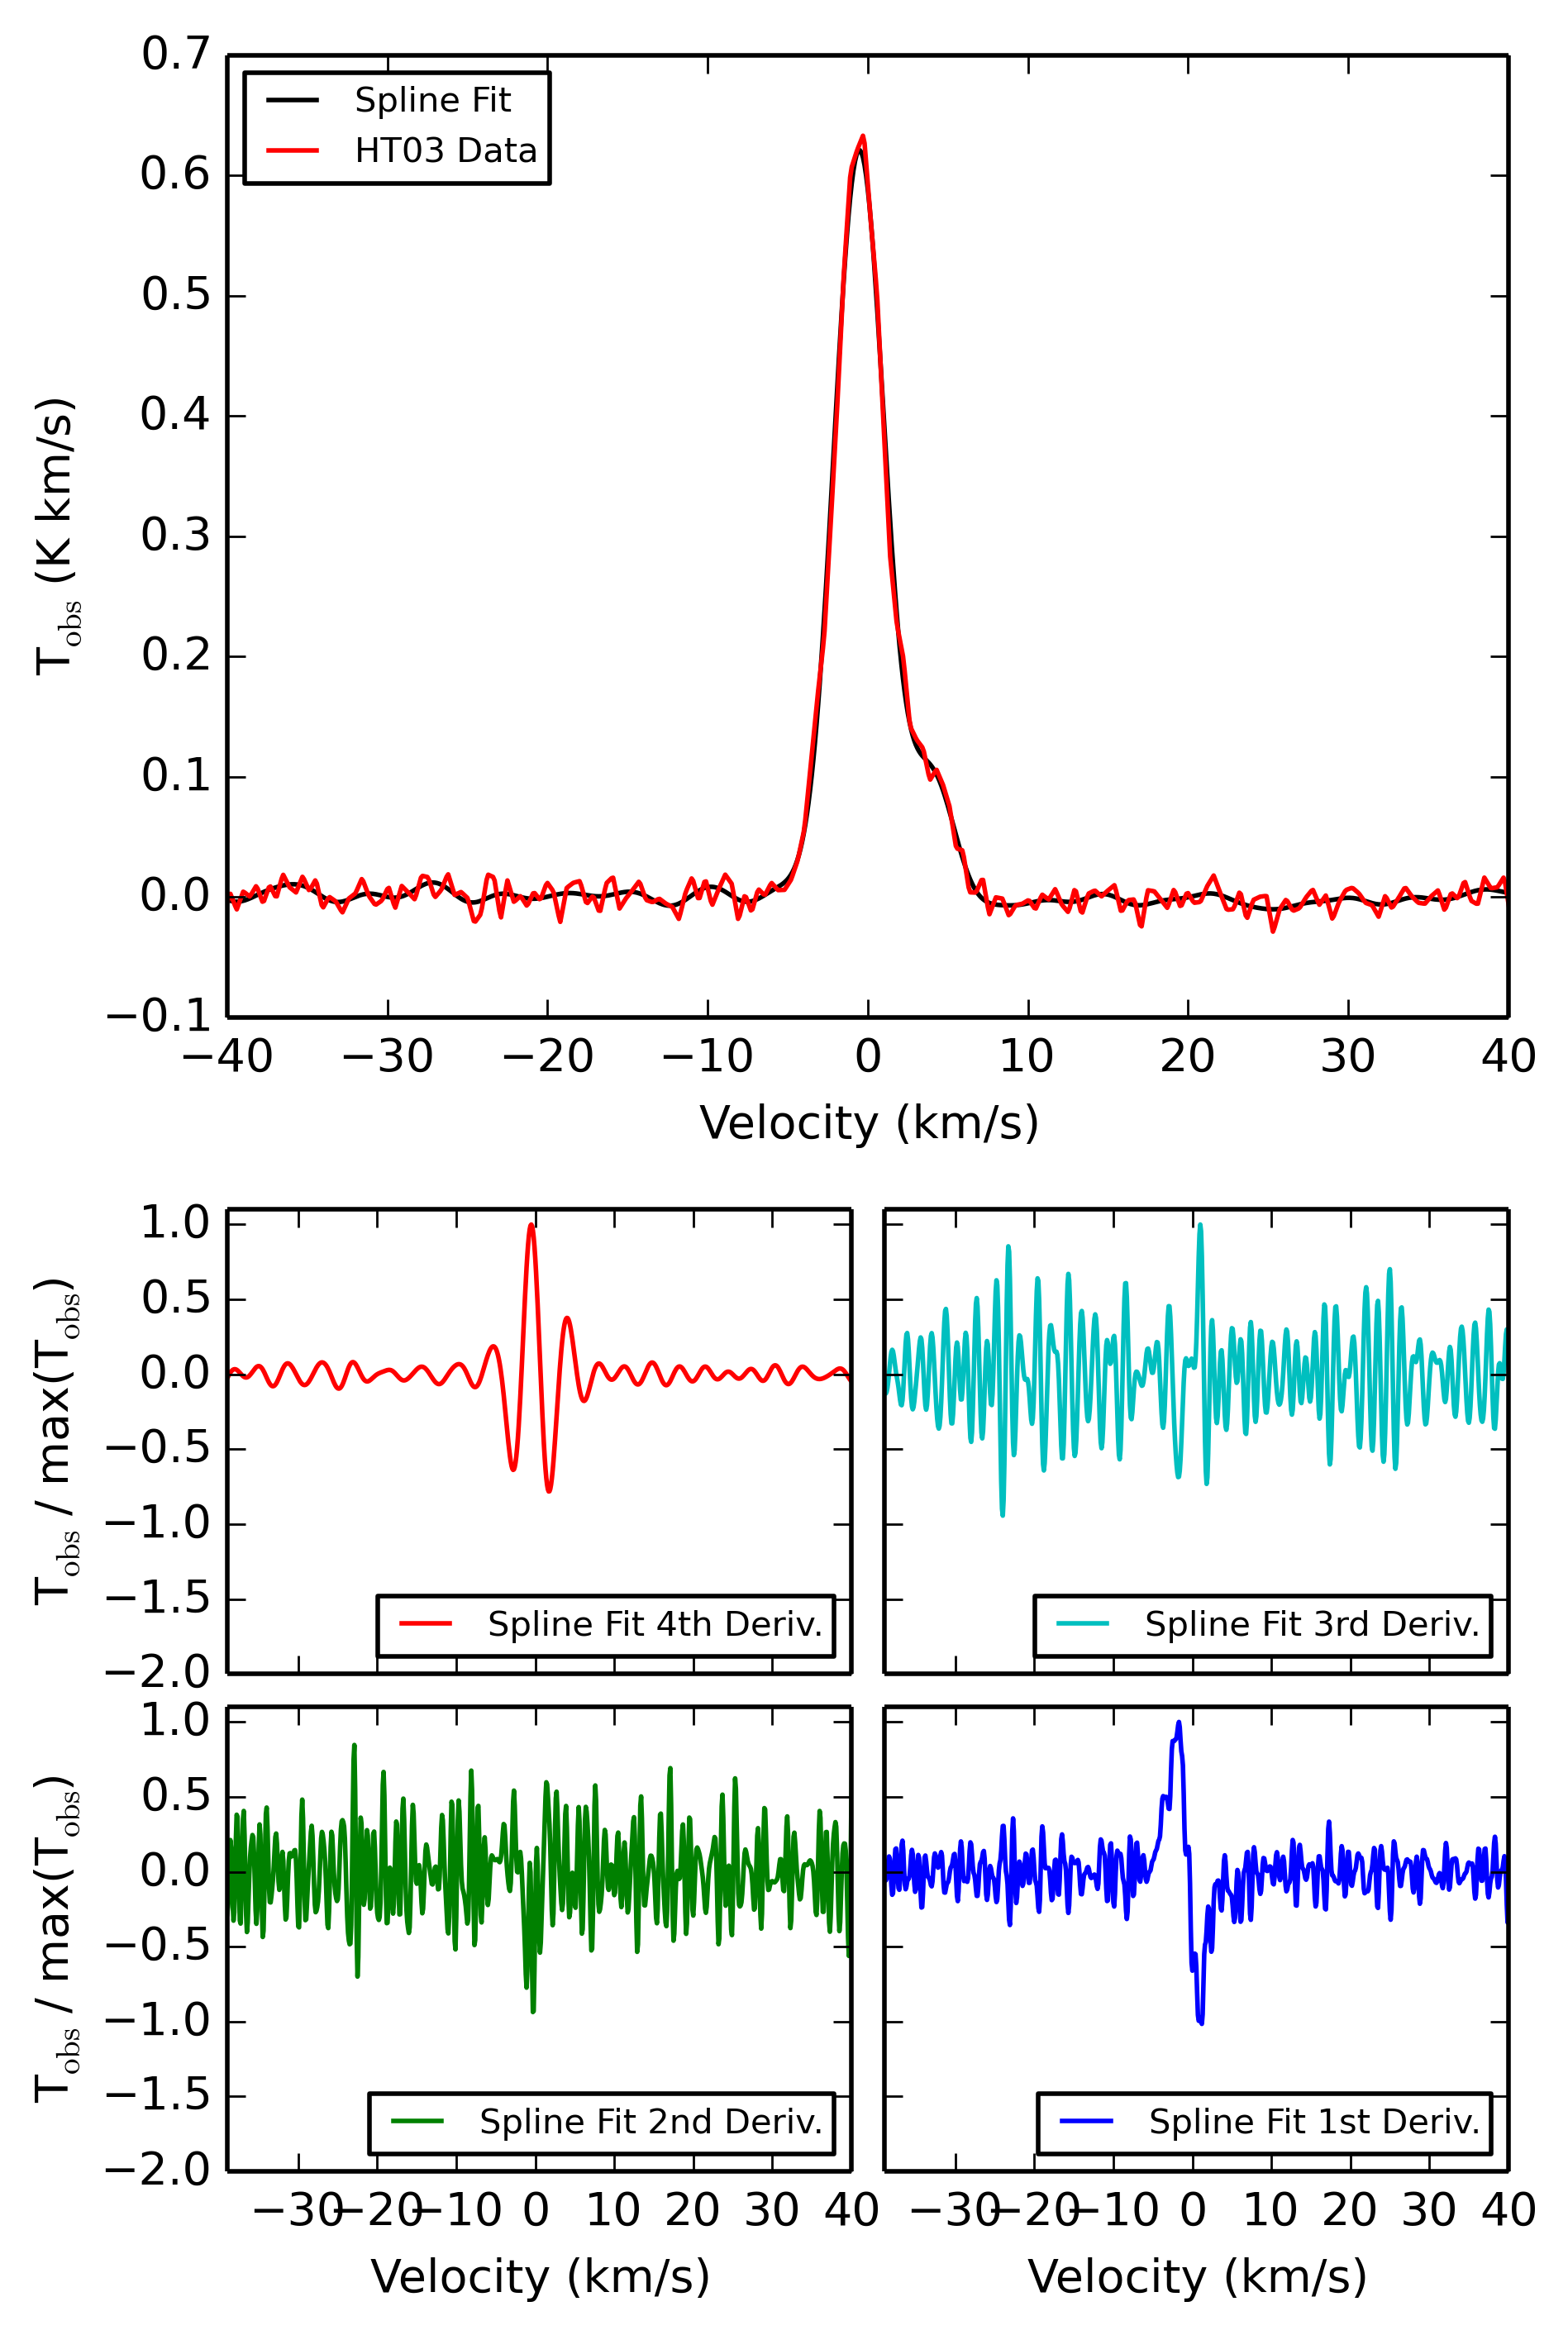 0.7
0.6
0.5
0.4
0.3
0.2
0.1
0.0
−0.1
T_obs (K km/s)
Spline Fit
HT03 Data
−40 −30 −20 −10 0 10 20 30 40
Velocity (km/s)
1.0
0.5
0.0
−0.5
−1.0
−1.5
−2.0
T_obs / max(T_obs)
Spline Fit 4th Deriv.
Spline Fit 3rd Deriv.
1.0
0.5
0.0
−0.5
−1.0
−1.5
−2.0
T_obs / max(T_obs)
Spline Fit 2nd Deriv.
Spline Fit 1st Deriv.
−30 −20 −10 0 10 20 30 40
−30 −20 −10 0 10 20 30 40
Velocity (km/s)
Velocity (km/s)